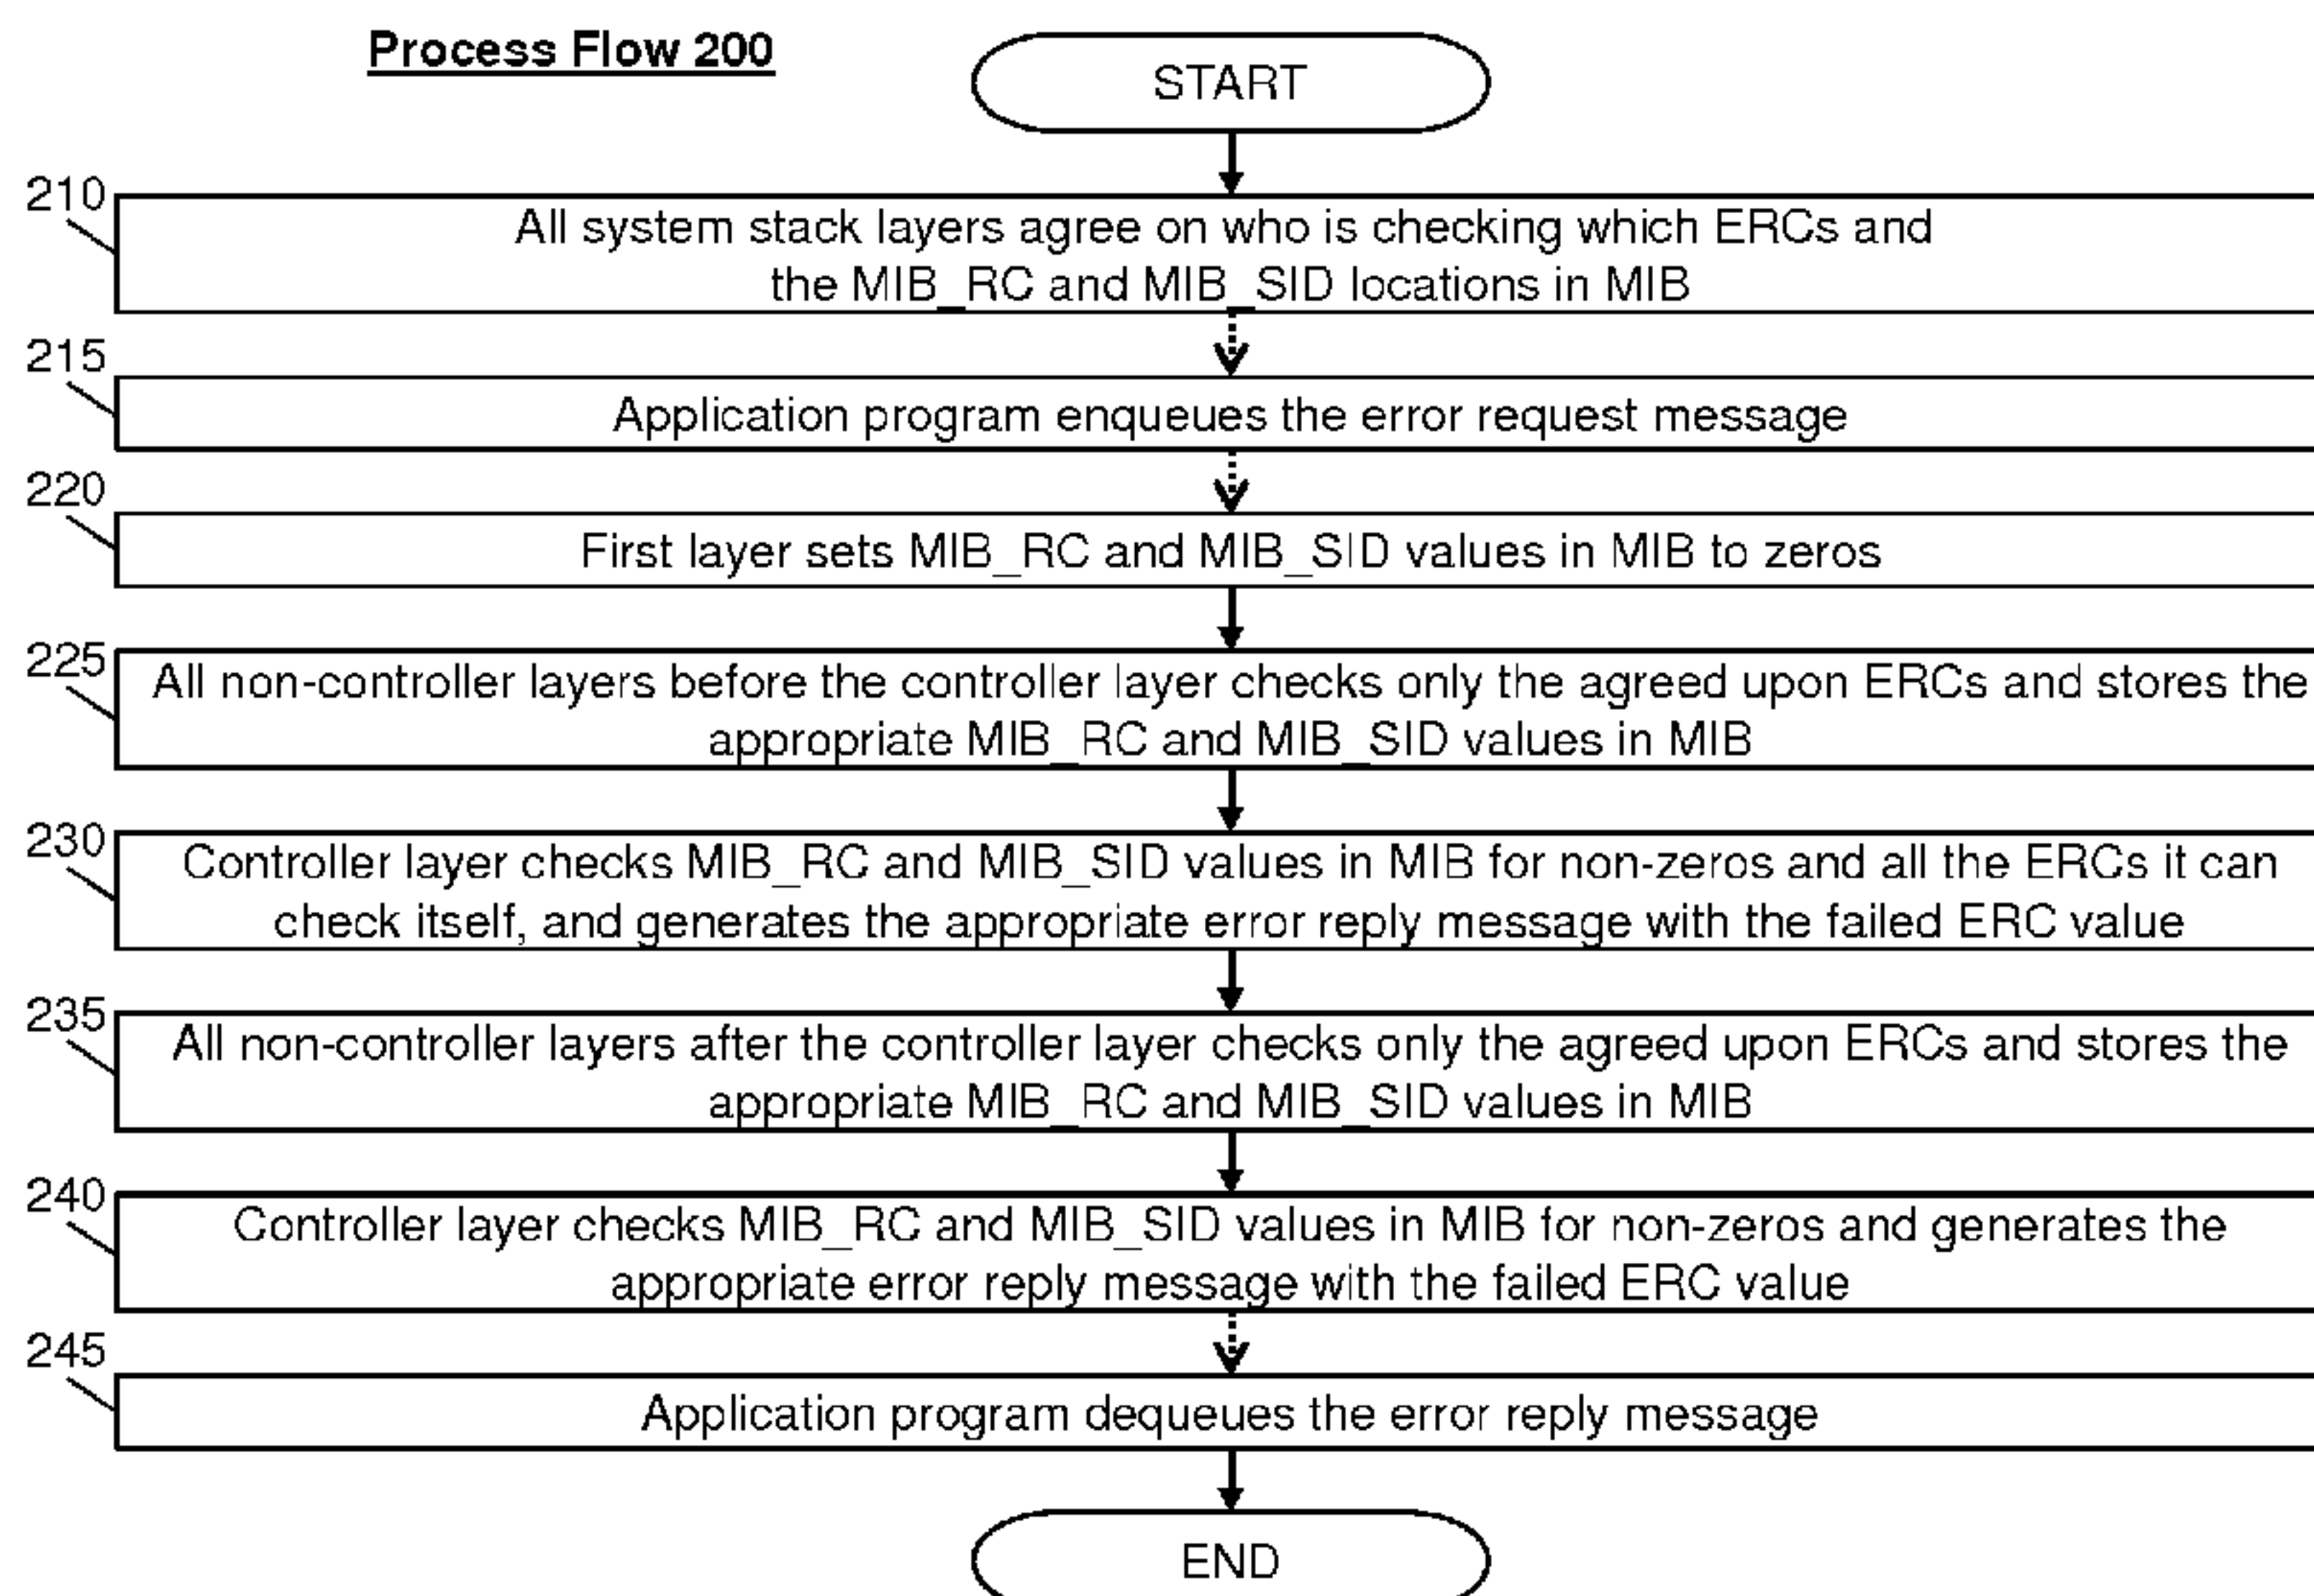 Process Flow 200
START
210
All system stack layers agree on who is checking which ERCs and
the MIB_RC and MIB_SID locations in MIB
215
Application program enqueues the error request message
220
First layer sets MIB_RC and MIB_SID values in MIB to zeros
225
All non-controller layers before the controller layer checks only the agreed upon ERCs and stores the
appropriate MIB_RC and MIB_SID values in MIB
230
Controller layer checks MIB_RC and MIB_SID values in MIB for non-zeros and all the ERCs it can
check itself, and generates the appropriate error reply message with the failed ERC value
235
All non-controller layers after the controller layer checks only the agreed upon ERCs and stores the
appropriate MIB_RC and MIB_SID values in MIB
240
Controller layer checks MIB_RC and MIB_SID values in MIB for non-zeros and generates the
appropriate error reply message with the failed ERC value
245
Application program dequeues the error reply message
END